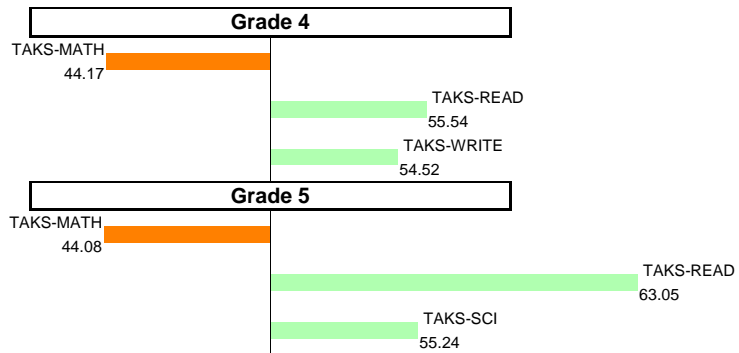 Grade 4
TAKS-MATH
44.17
TAKS-READ
55.54
TAKS-WRITE
54.52
Grade 5
TAKS-MATH
44.08
TAKS-READ
63.05
TAKS-SCI
55.24